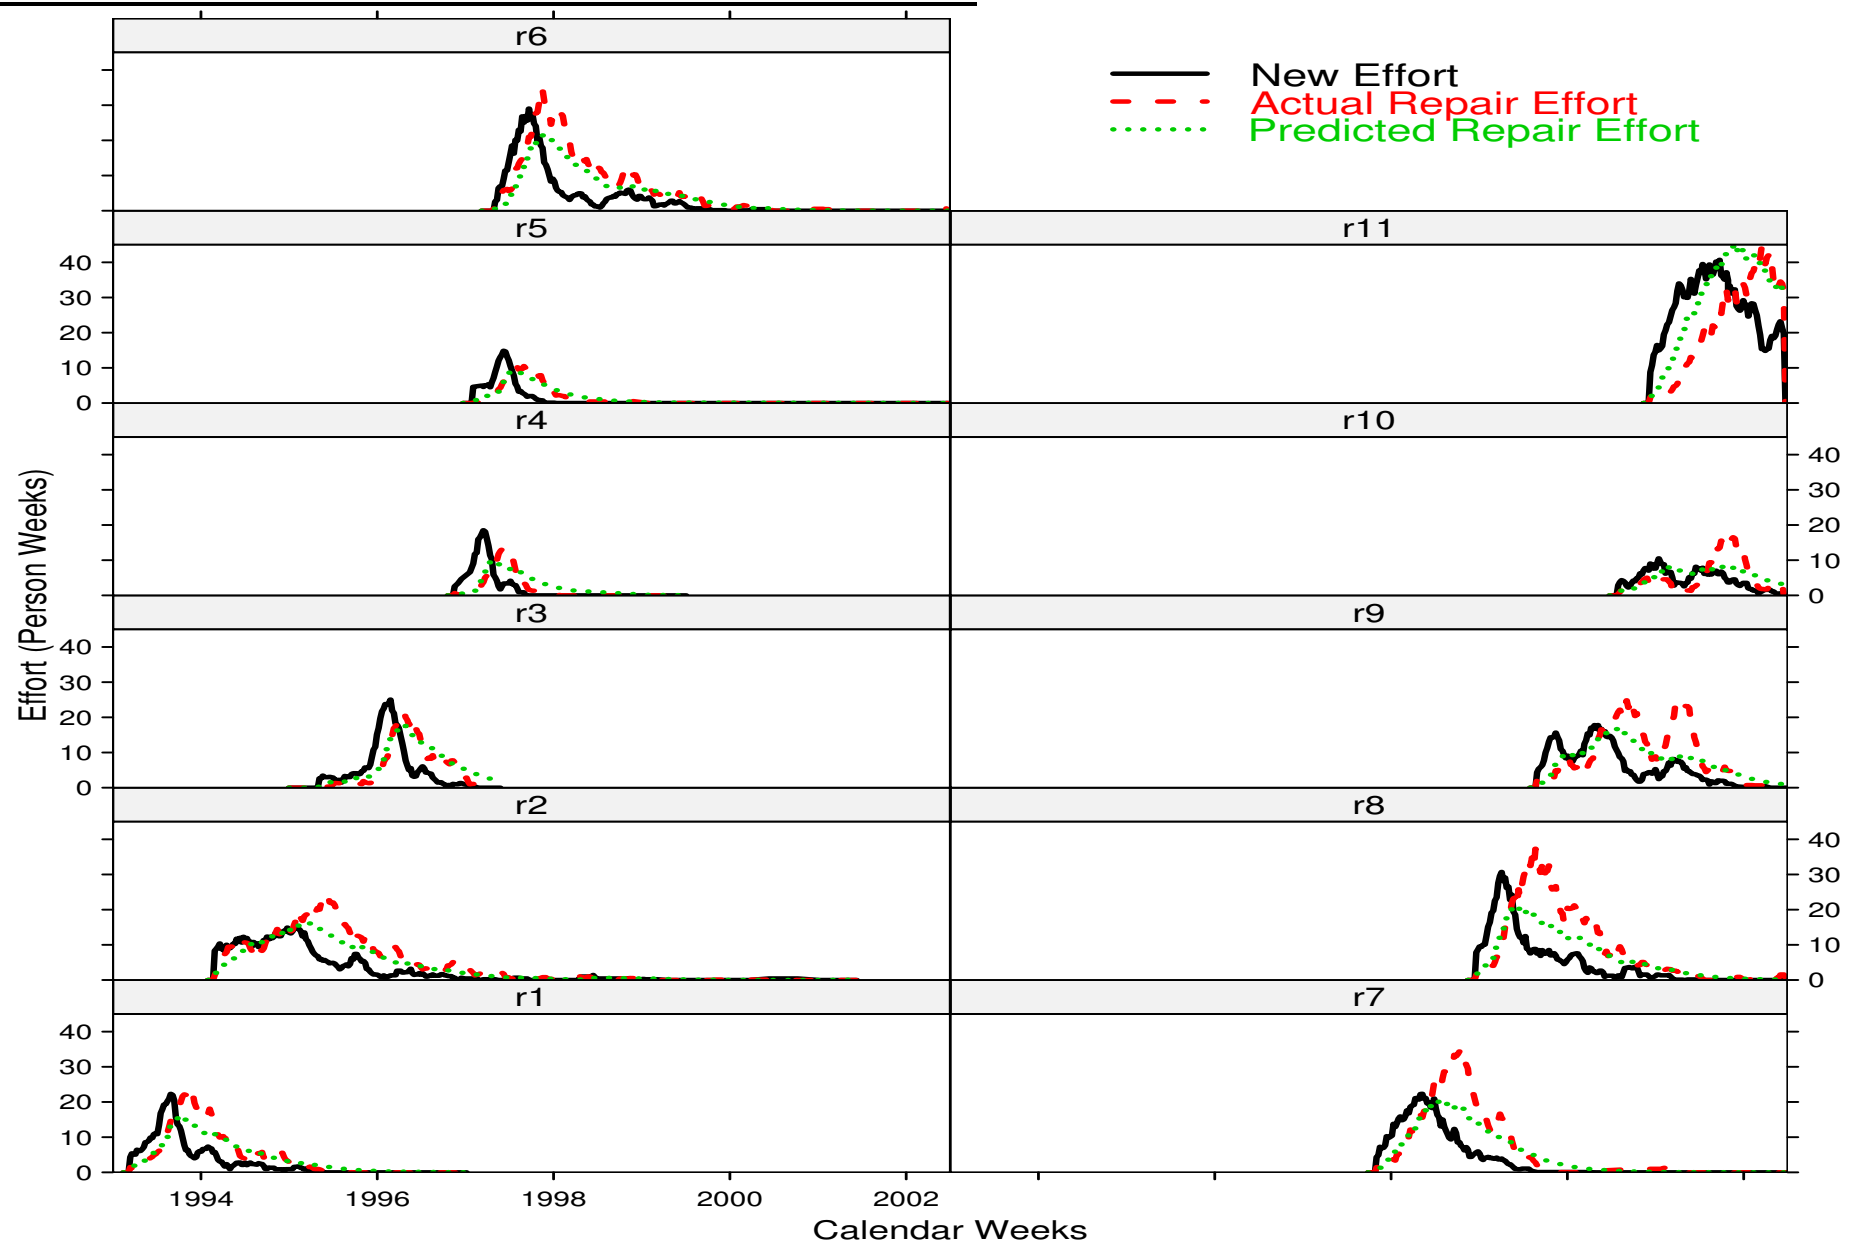 r6
New Effort
Actual Repair Effort
Predicted Repair Effort
r5
r11
40
30
20
10
0
r4
r10
40
30
20
10
0
r3
r9
40
30
20
10
0
r2
r8
40
30
20
10
0
r1
r7
40
30
20
10
0
Effort (Person Weeks)
1994 1996 1998 2000 2002
Calendar Weeks